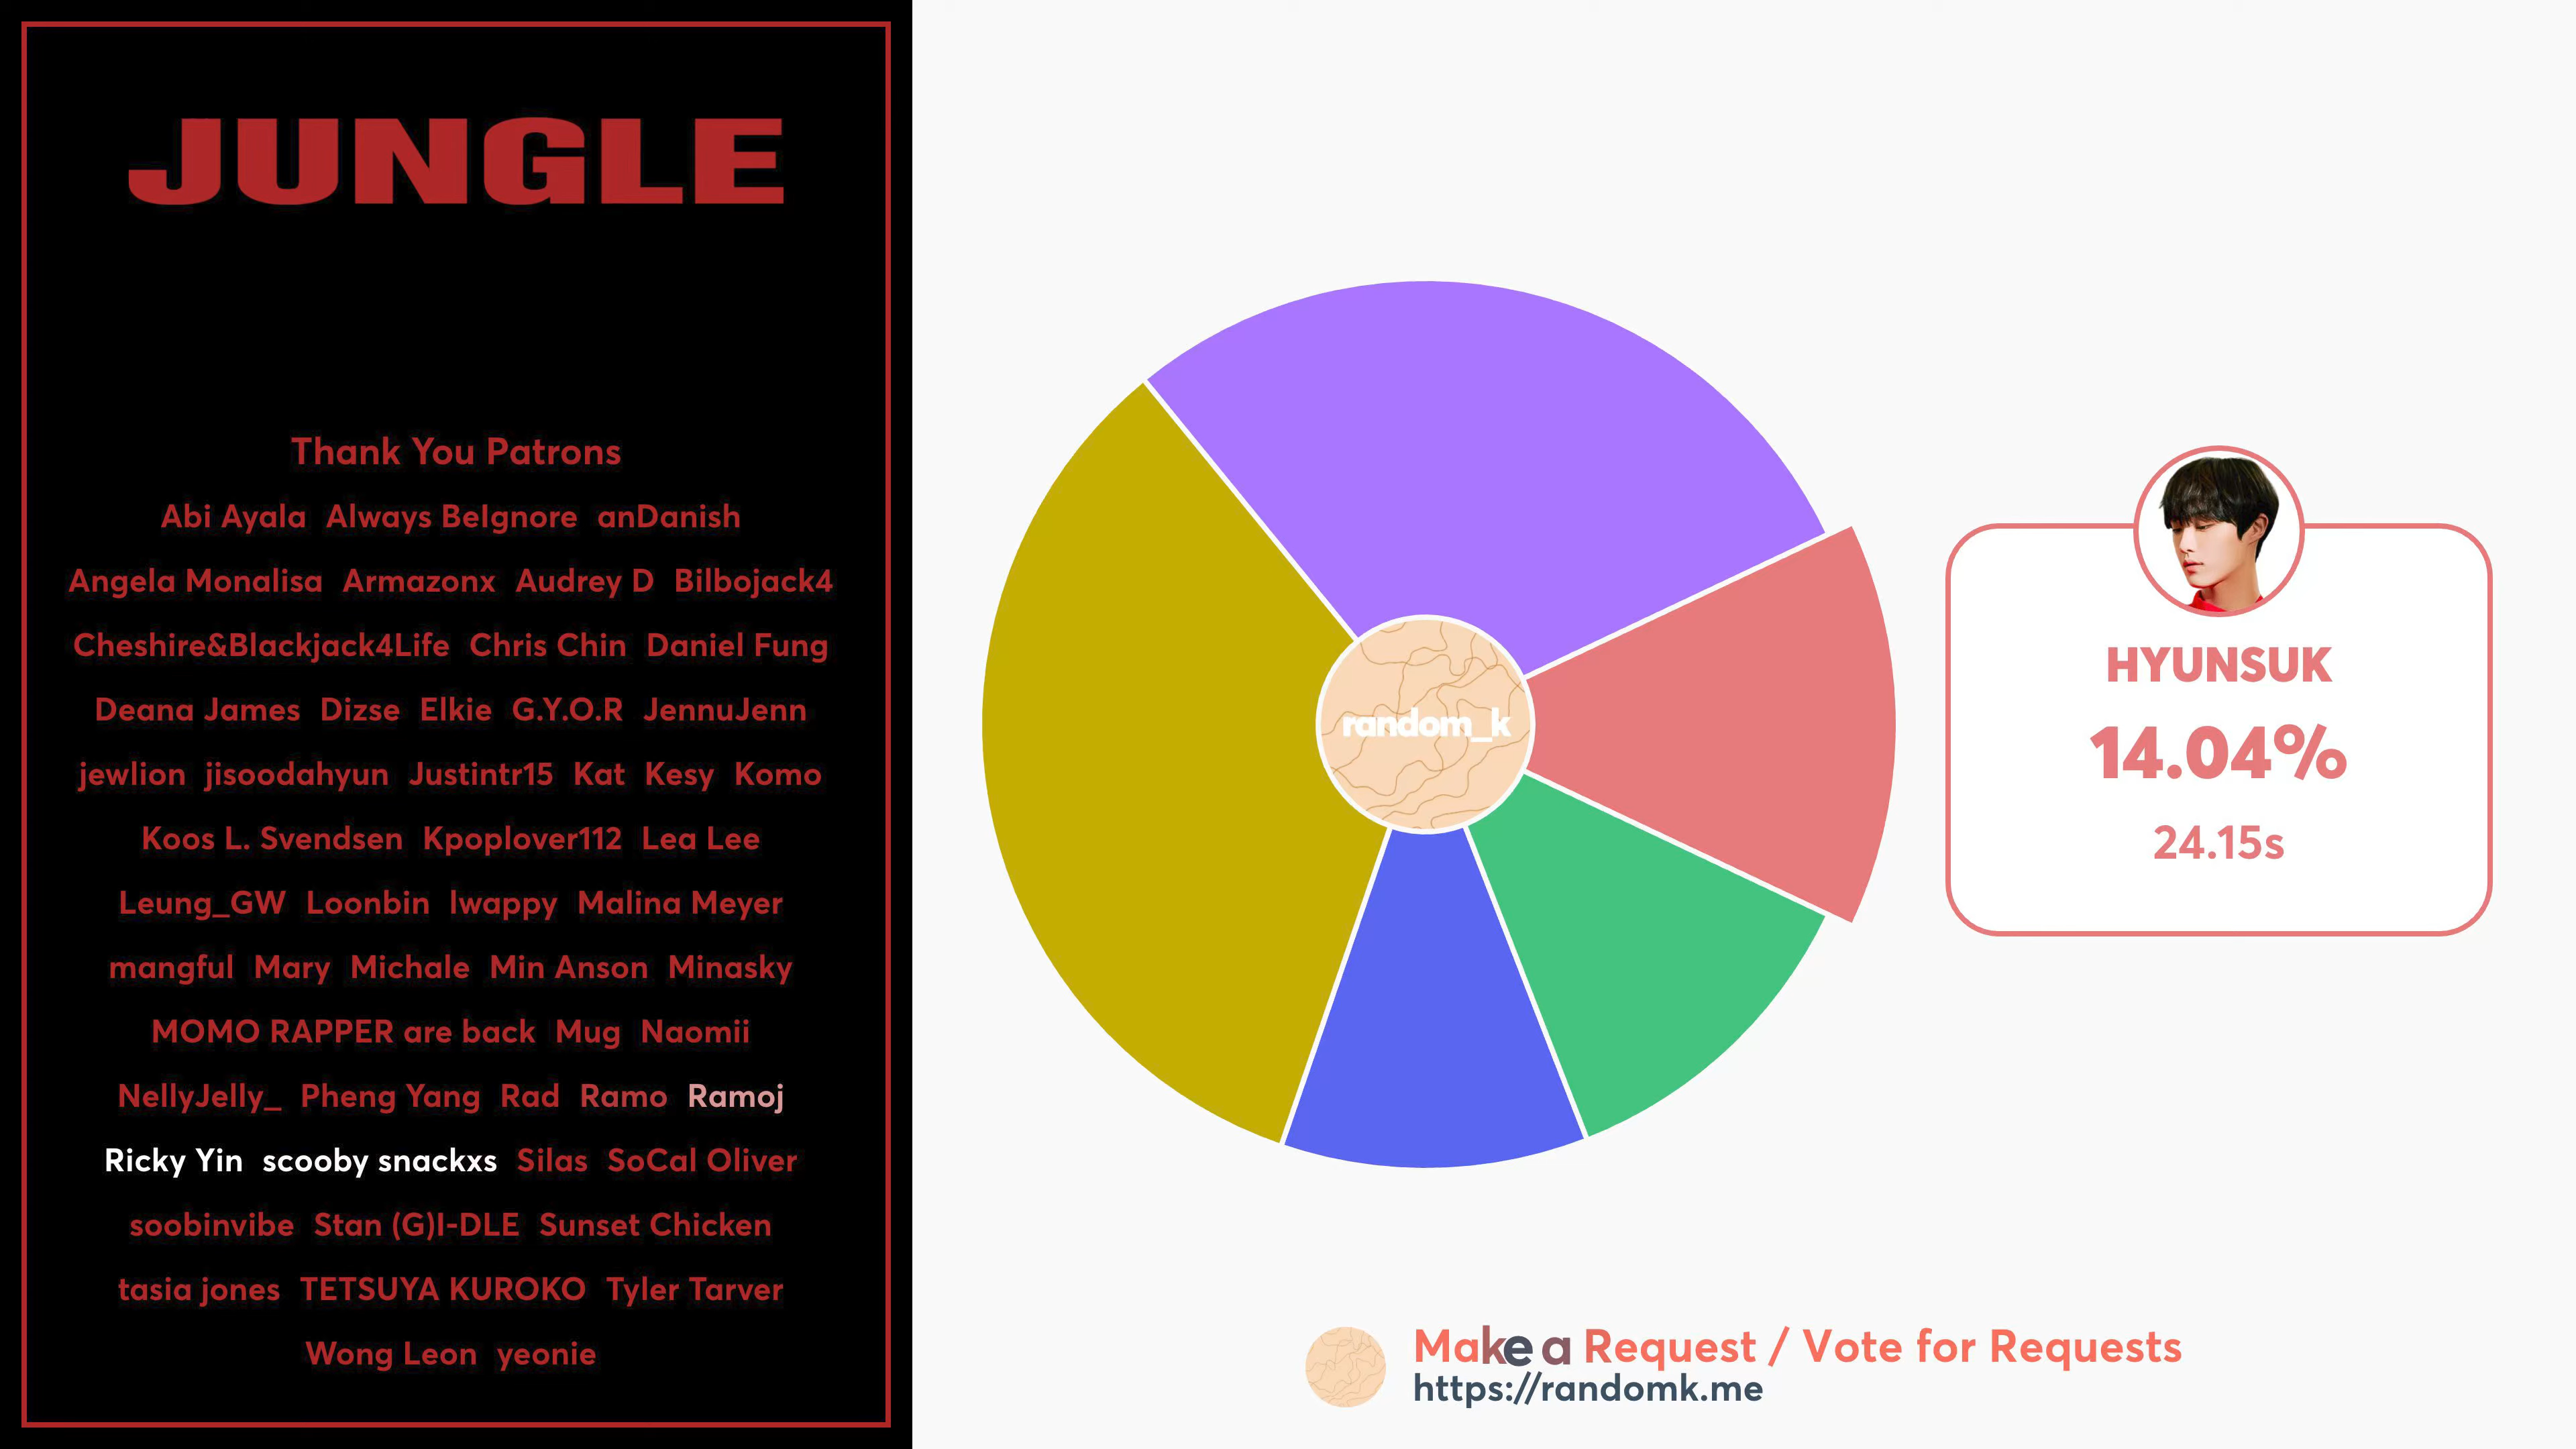 JUNGLE
Thank You Patrons
Abi Ayala Always BeIgnore anDanish
Angela Monalisa Armazonx Audrey D Bilbojack4
Cheshire&Blackjack4Life Chris Chin Daniel Fung
Deana James Dizse Elkie G.Y.O.R JennuJenn
jewlion jisoodahyun Justintr15 Kat Kesy Komo
Koos L. Svendsen Kpoplover112 Lea Lee
Leung_GW Loonbin lwappy Malina Meyer
mangful Mary Michale Min Anson Minasky
MOMO RAPPER are back Mug Naomii
NellyJelly_ Pheng Yang Rad Ramo Ramoj
Ricky Yin scooby snackxs Silas SoCal Oliver
soobinvibe Stan (G)I-DLE Sunset Chicken
tasia jones TETSUYA KUROKO Tyler Tarver
Wong Leon yeonie
random_k
HYUNSUK
14.04%
24.15s
Make a Request / Vote for Requests
https://randomk.me